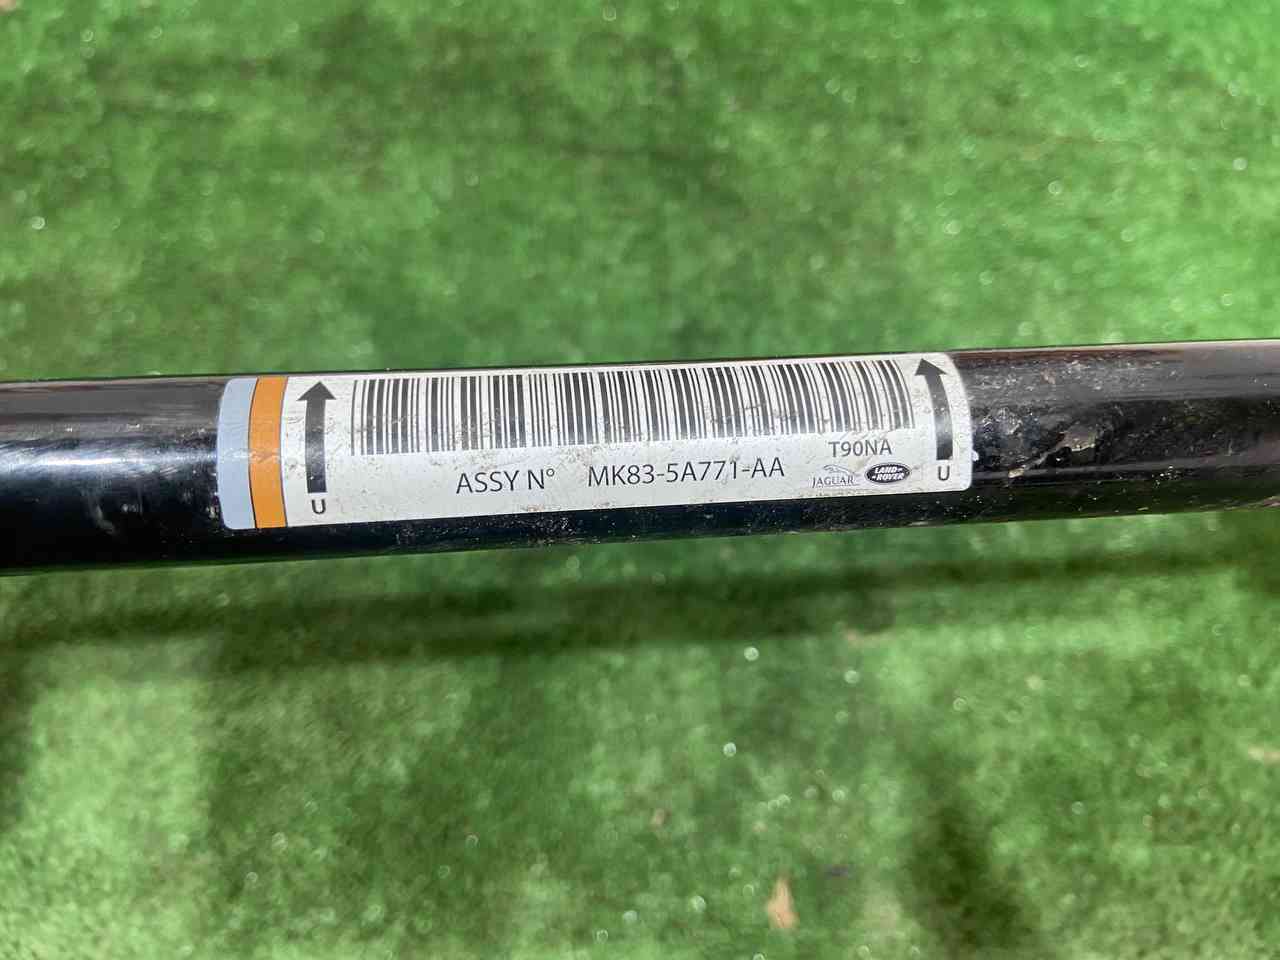 T90NA
ASSY N° MK83-5A771-AA
JAGUAR LAND-ROVER
U
U